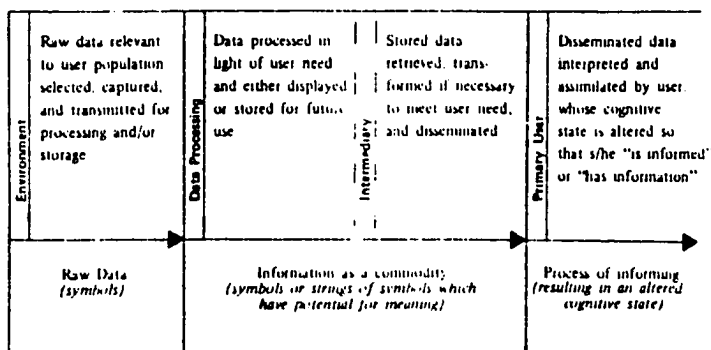 Environment
Raw data relevant
to user population
selected, captured,
and transmitted for
processing and/or
storage
Data Processing
Data processed in
light of user need
and either displayed
or stored for future
use
Intermediary
Stored data
retrieved, trans-
formed if necessary
to meet user need,
and disseminated
Primary User
Disseminated data
interpreted and
assimilated by user,
whose cognitive
state is altered so
that s/he "is informed"
or "has information"
Raw Data
(symbols)
Information as a commodity
(symbols or strings of symbols which
have potential for meaning)
Process of informing
(resulting in an altered
cognitive state)